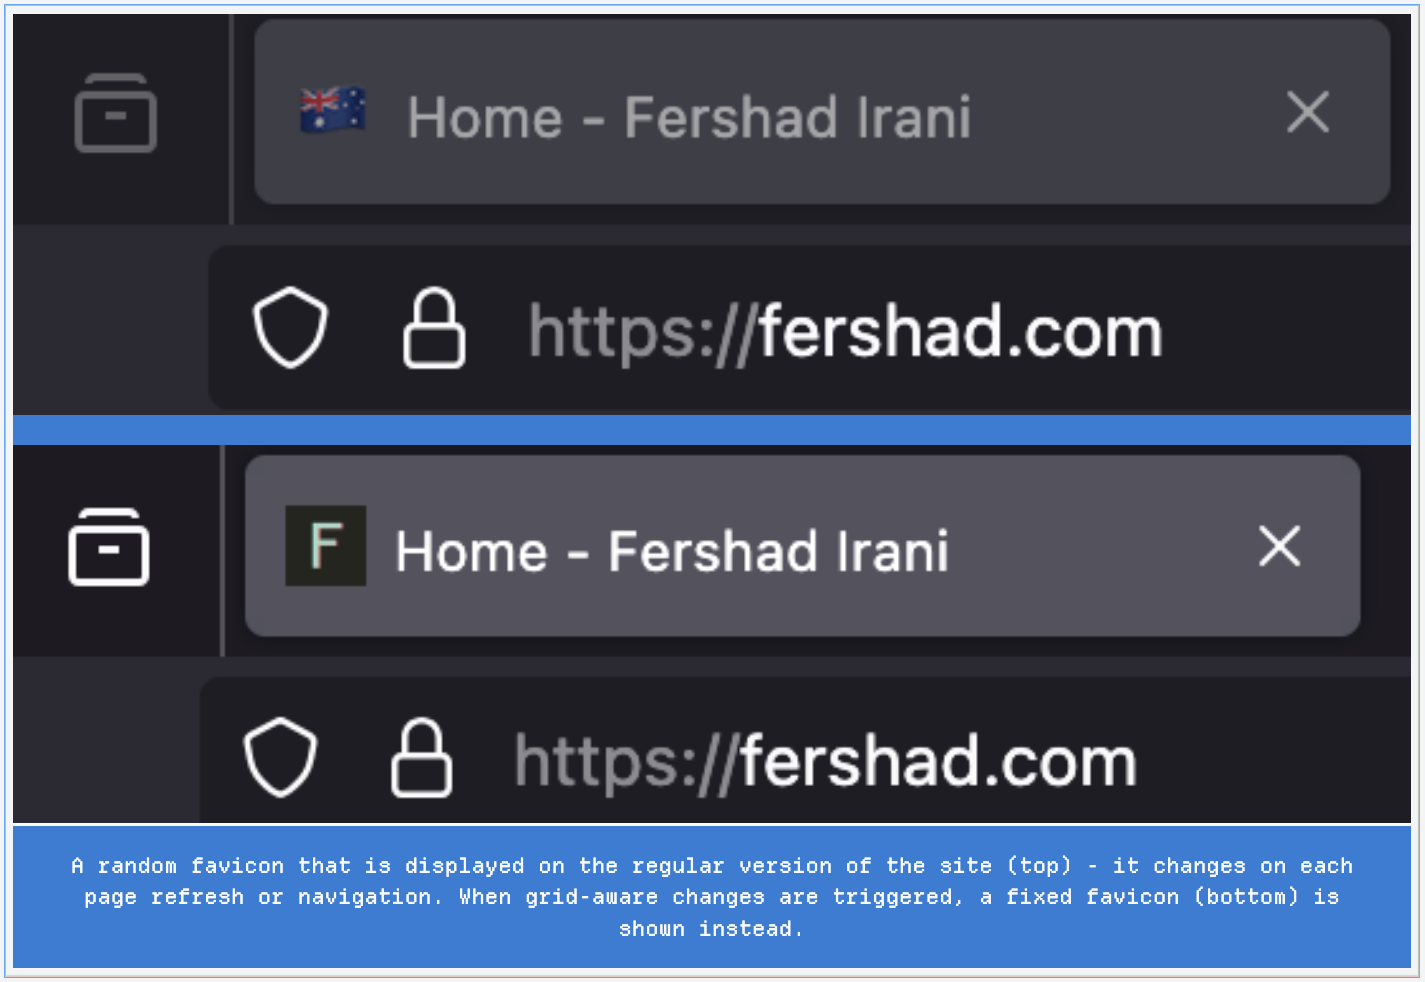 Home - Fershad Irani
https://fershad.com
F Home - Fershad Irani
https://fershad.com
A random favicon that is displayed on the regular version of the site (top) - it changes on each
page refresh or navigation. When grid-aware changes are triggered, a fixed favicon (bottom) is
shown instead.